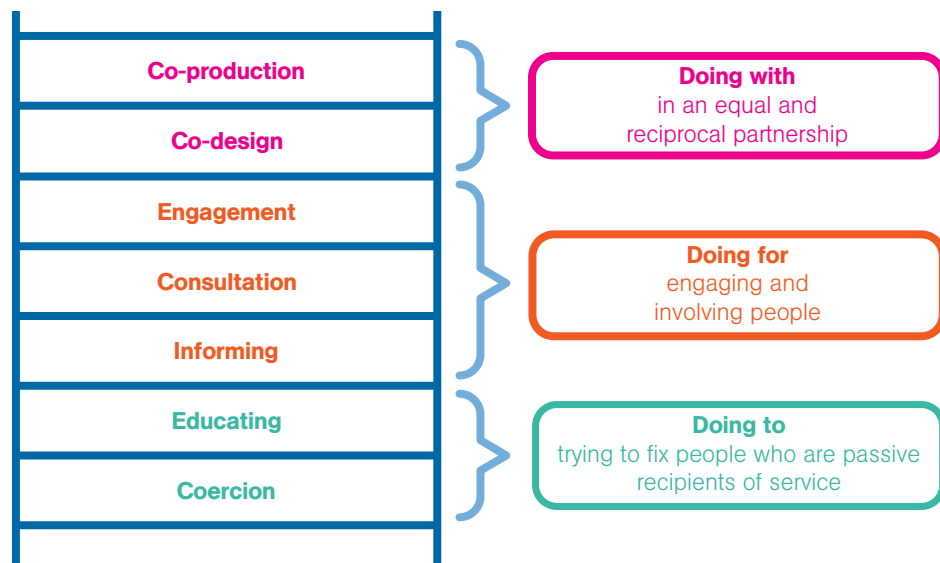 Co-production
Co-design
Engagement
Consultation
Informing
Educating
Coercion
Doing with
in an equal and
reciprocal partnership
Doing for
engaging and
involving people
Doing to
trying to fix people who are passive
recipients of service